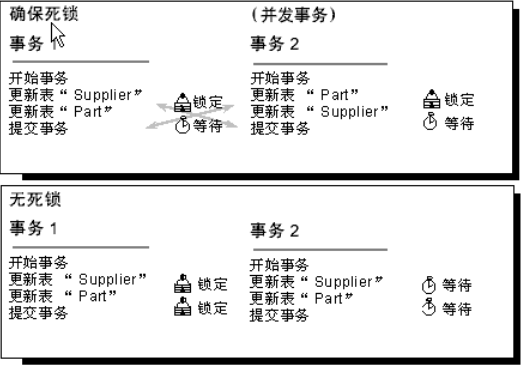 确保死锁 (并发事务)
事务 1 事务 2
开始事务 开始事务
更新表“ Supplier” 锁定 更新表“ Part” 锁定
更新表“ Part” 等待 更新表 “ Supplier” 等待
提交事务 提交事务
无死锁
事务 1 事务 2
开始事务 开始事务
更新表 “ Supplier” 锁定 更新表“ Supplier” 等待
更新表“ Part” 锁定 更新表“ Part” 等待
提交事务 提交事务